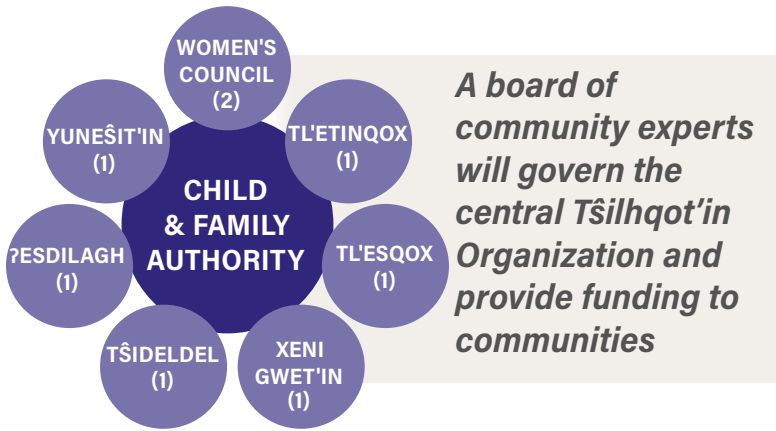 WOMEN'S
COUNCIL
(2)
YUNEŜIT'IN
(1)
TL'ETINQOX
(1)
CHILD
& FAMILY
AUTHORITY
ʔESDILAGH
(1)
TL'ESQOX
(1)
TŜIDELDEL
(1)
XENI
GWET'IN
(1)
A board of
community experts
will govern the
central Tŝilhqot’in
Organization and
provide funding to
communities